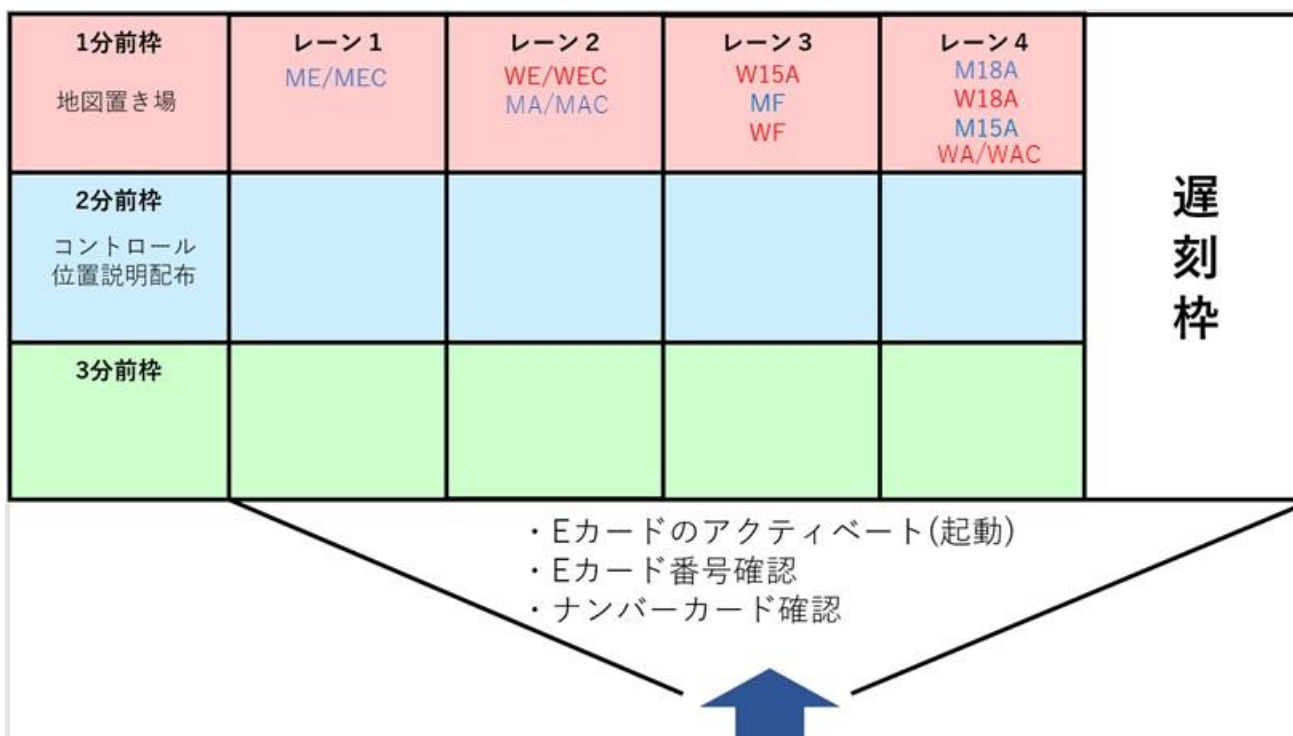 1分前枠
地図置き場
レーン1
ME/MEC
レーン2
WE/WEC
MA/MAC
レーン3
W15A
MF
WF
レーン4
M18A
W18A
M15A
WA/WAC
遅刻枠
2分前枠
コントロール
位置説明配布
3分前枠
・Eカードのアクティベート(起動)
・Eカード番号確認
・ナンバーカード確認